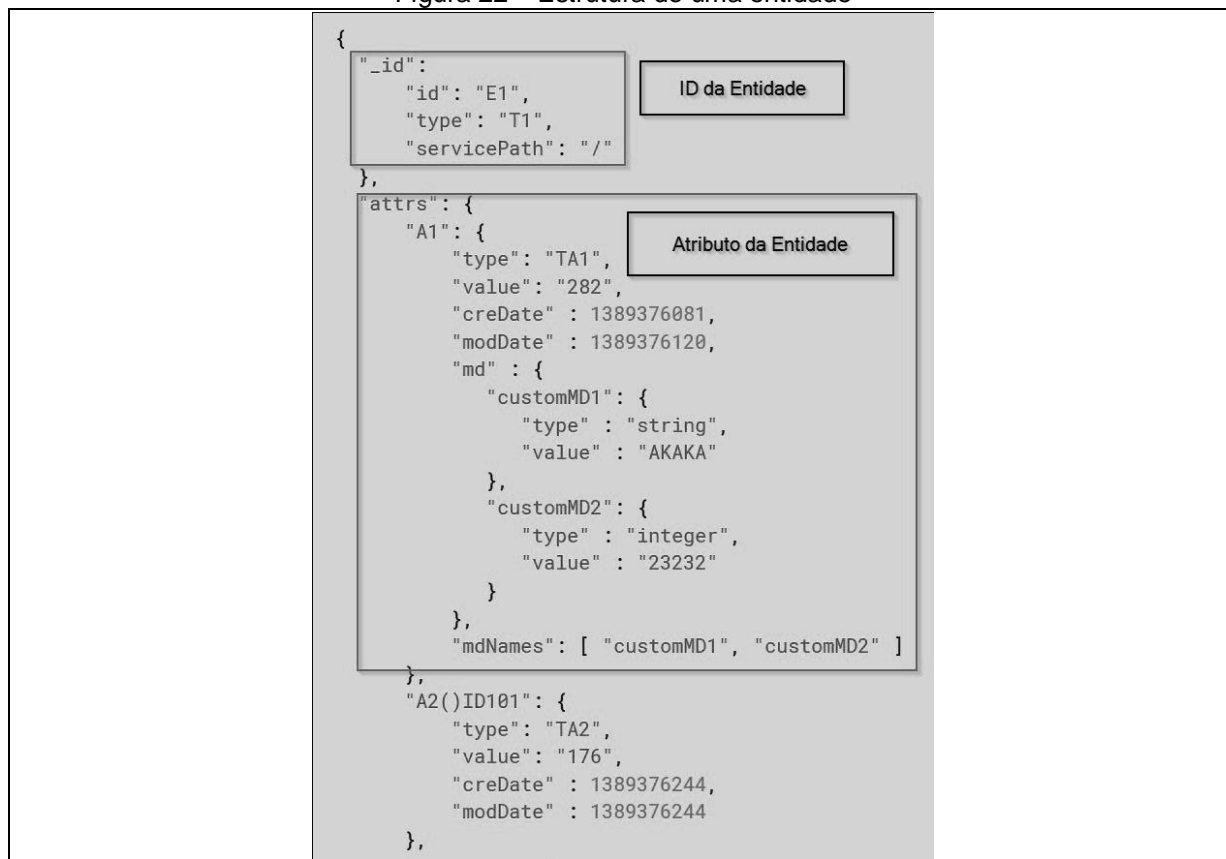 Figura 22 – Estrutura de uma entidade
{
"_id":
"id": "E1",
"type": "T1",
"servicePath": "/"
},
ID da Entidade
"attrs": {
"A1": {
"type": "TA1",
"value": "282",
"creDate" : 1389376081,
"modDate" : 1389376120,
"md" : {
"customMD1": {
"type" : "string",
"value" : "AKAKA"
},
"customMD2": {
"type" : "integer",
"value" : "23232"
}
},
"mdNames": [ "customMD1", "customMD2" ]
},
Atributo da Entidade
"A2()ID101": {
"type": "TA2",
"value": "176",
"creDate" : 1389376244,
"modDate" : 1389376244
},